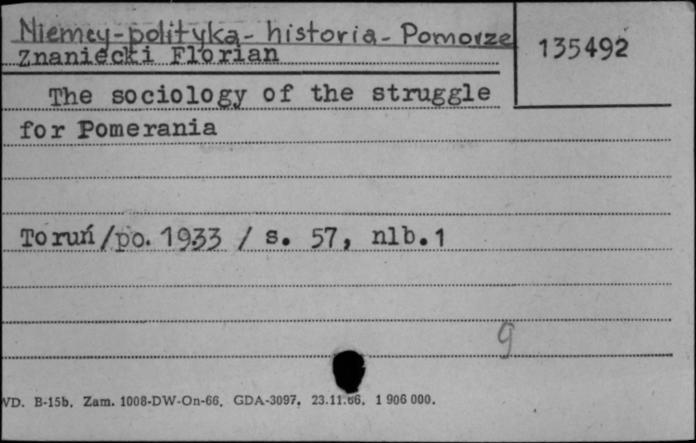 Niemcy-polityka-historia-Pomorze
Znaniecki Florian
135492
The sociology of the struggle
for Pomerania
Toruń/po. 1933 / s. 57, nlb.1
9
WD. B-15b. Zam. 1008-DW-On-66. GDA-3097. 23.11.66. 1 906 000.